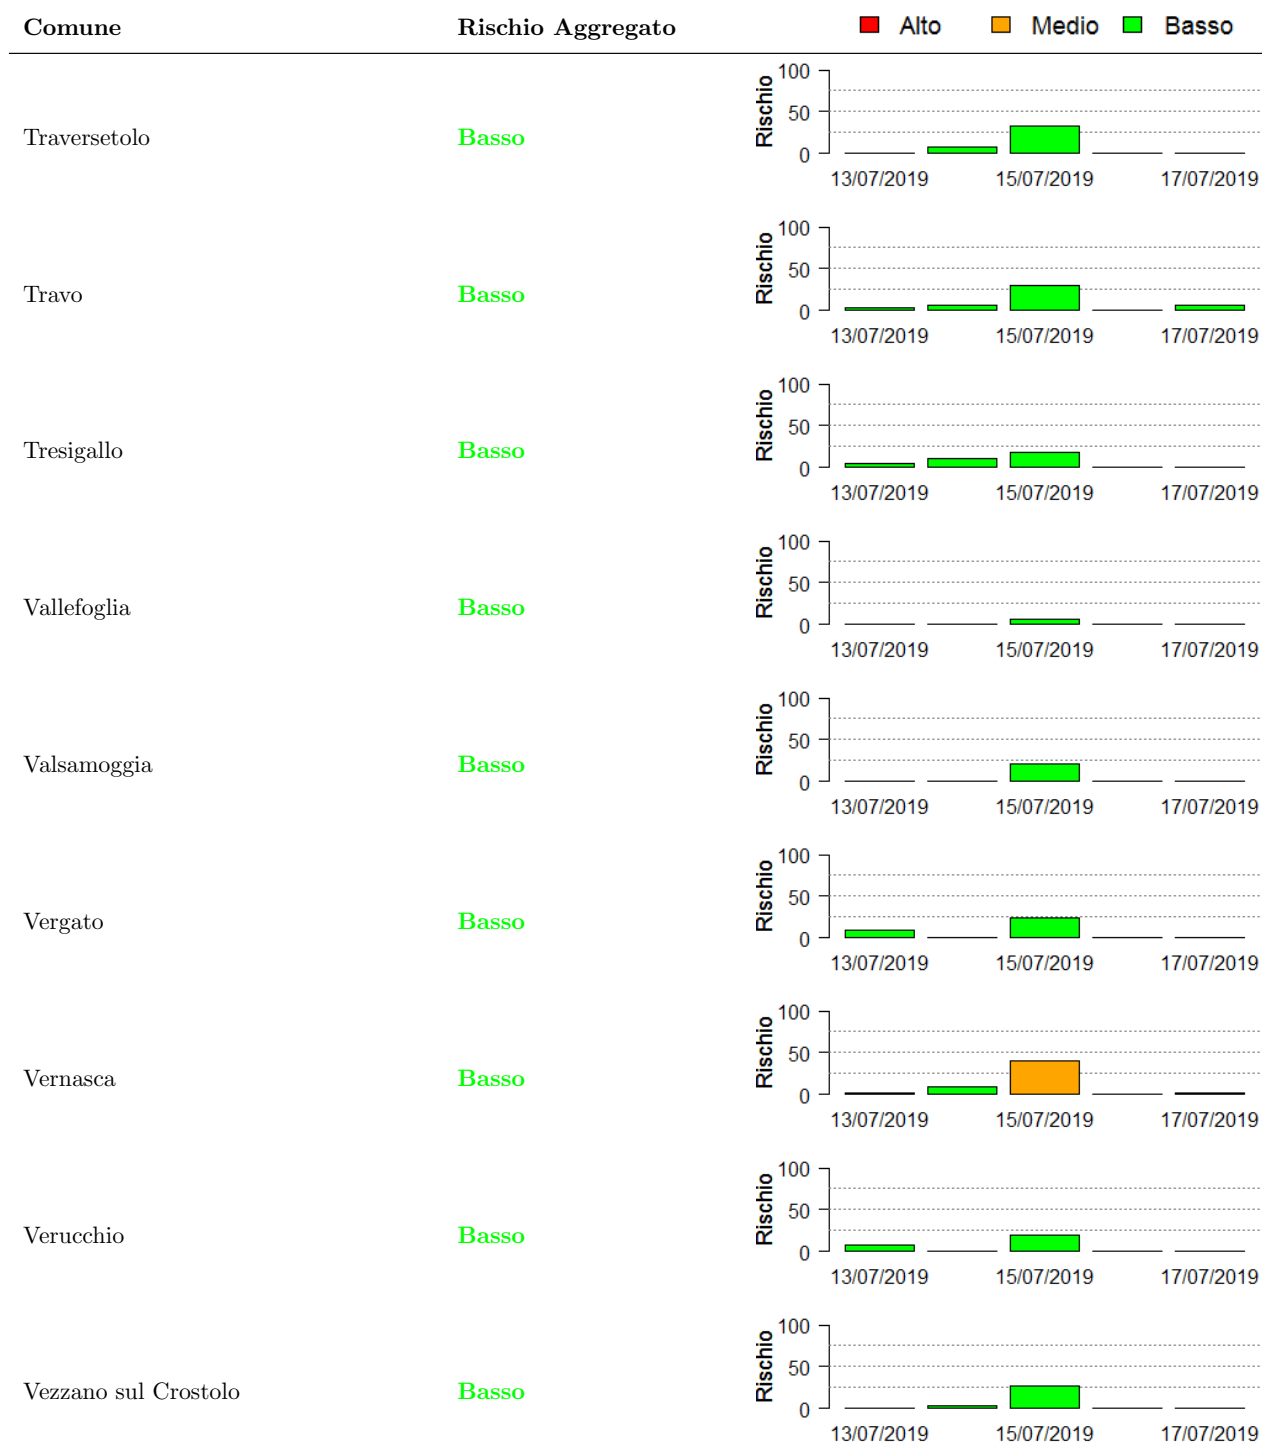 Comune Rischio Aggregato Alto Medio Basso
100
50
0
Rischio
Traversetolo Basso
13/07/2019 15/07/2019 17/07/2019
100
50
0
Rischio
Travo Basso
13/07/2019 15/07/2019 17/07/2019
100
50
0
Rischio
Tresigallo Basso
13/07/2019 15/07/2019 17/07/2019
100
50
0
Rischio
Vallefoglia Basso
13/07/2019 15/07/2019 17/07/2019
100
50
0
Rischio
Valsamoggia Basso
13/07/2019 15/07/2019 17/07/2019
100
50
0
Rischio
Vergato Basso
13/07/2019 15/07/2019 17/07/2019
100
50
0
Rischio
Vernasca Basso
13/07/2019 15/07/2019 17/07/2019
100
50
0
Rischio
Verucchio Basso
13/07/2019 15/07/2019 17/07/2019
100
50
0
Rischio
Vezzano sul Crostolo Basso
13/07/2019 15/07/2019 17/07/2019